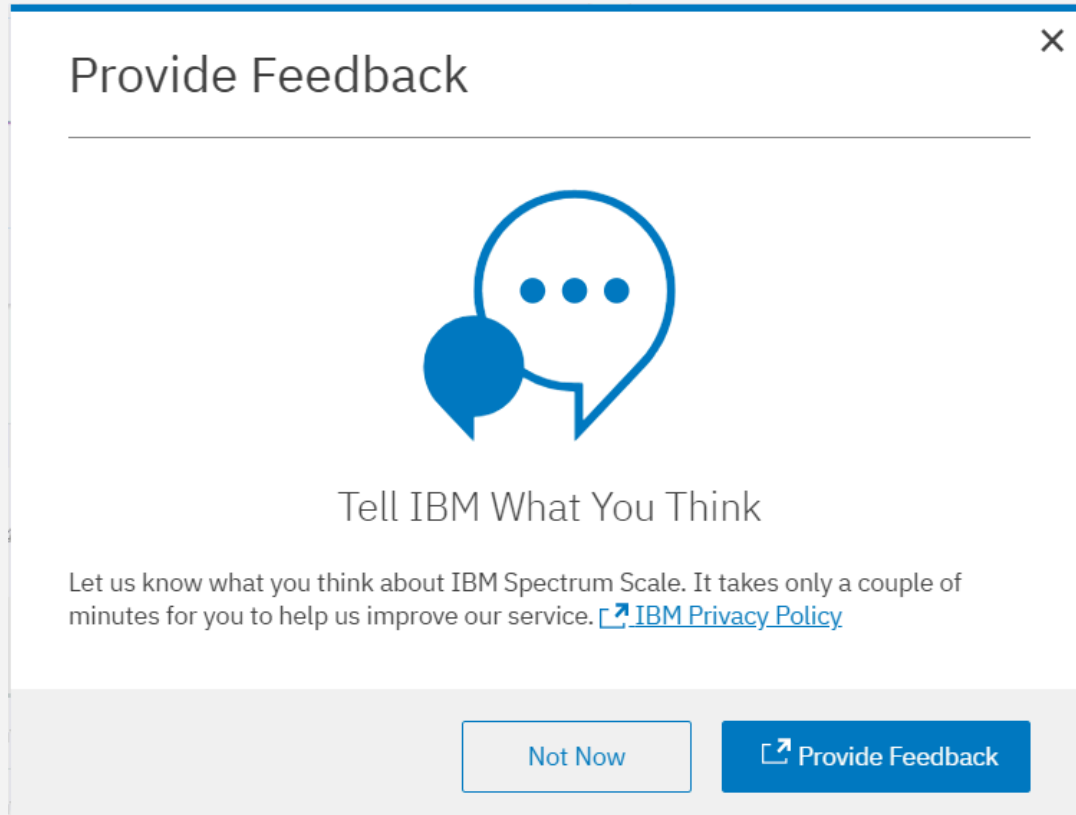 Provide Feedback
Tell IBM What You Think
Let us know what you think about IBM Spectrum Scale. It takes only a couple of
minutes for you to help us improve our service. IBM Privacy Policy
Not Now
Provide Feedback